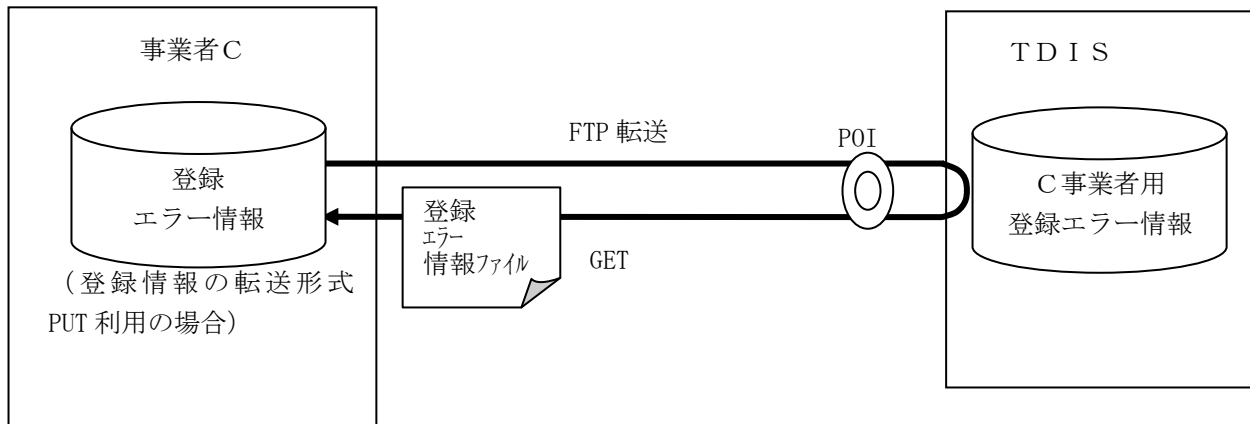 事業者C
TDIS
FTP 転送
POI
登録
エラー情報
C事業者用
登録エラー情報
登録
エラー
情報ファイル
GET
（登録情報の転送形式
PUT 利用の場合）